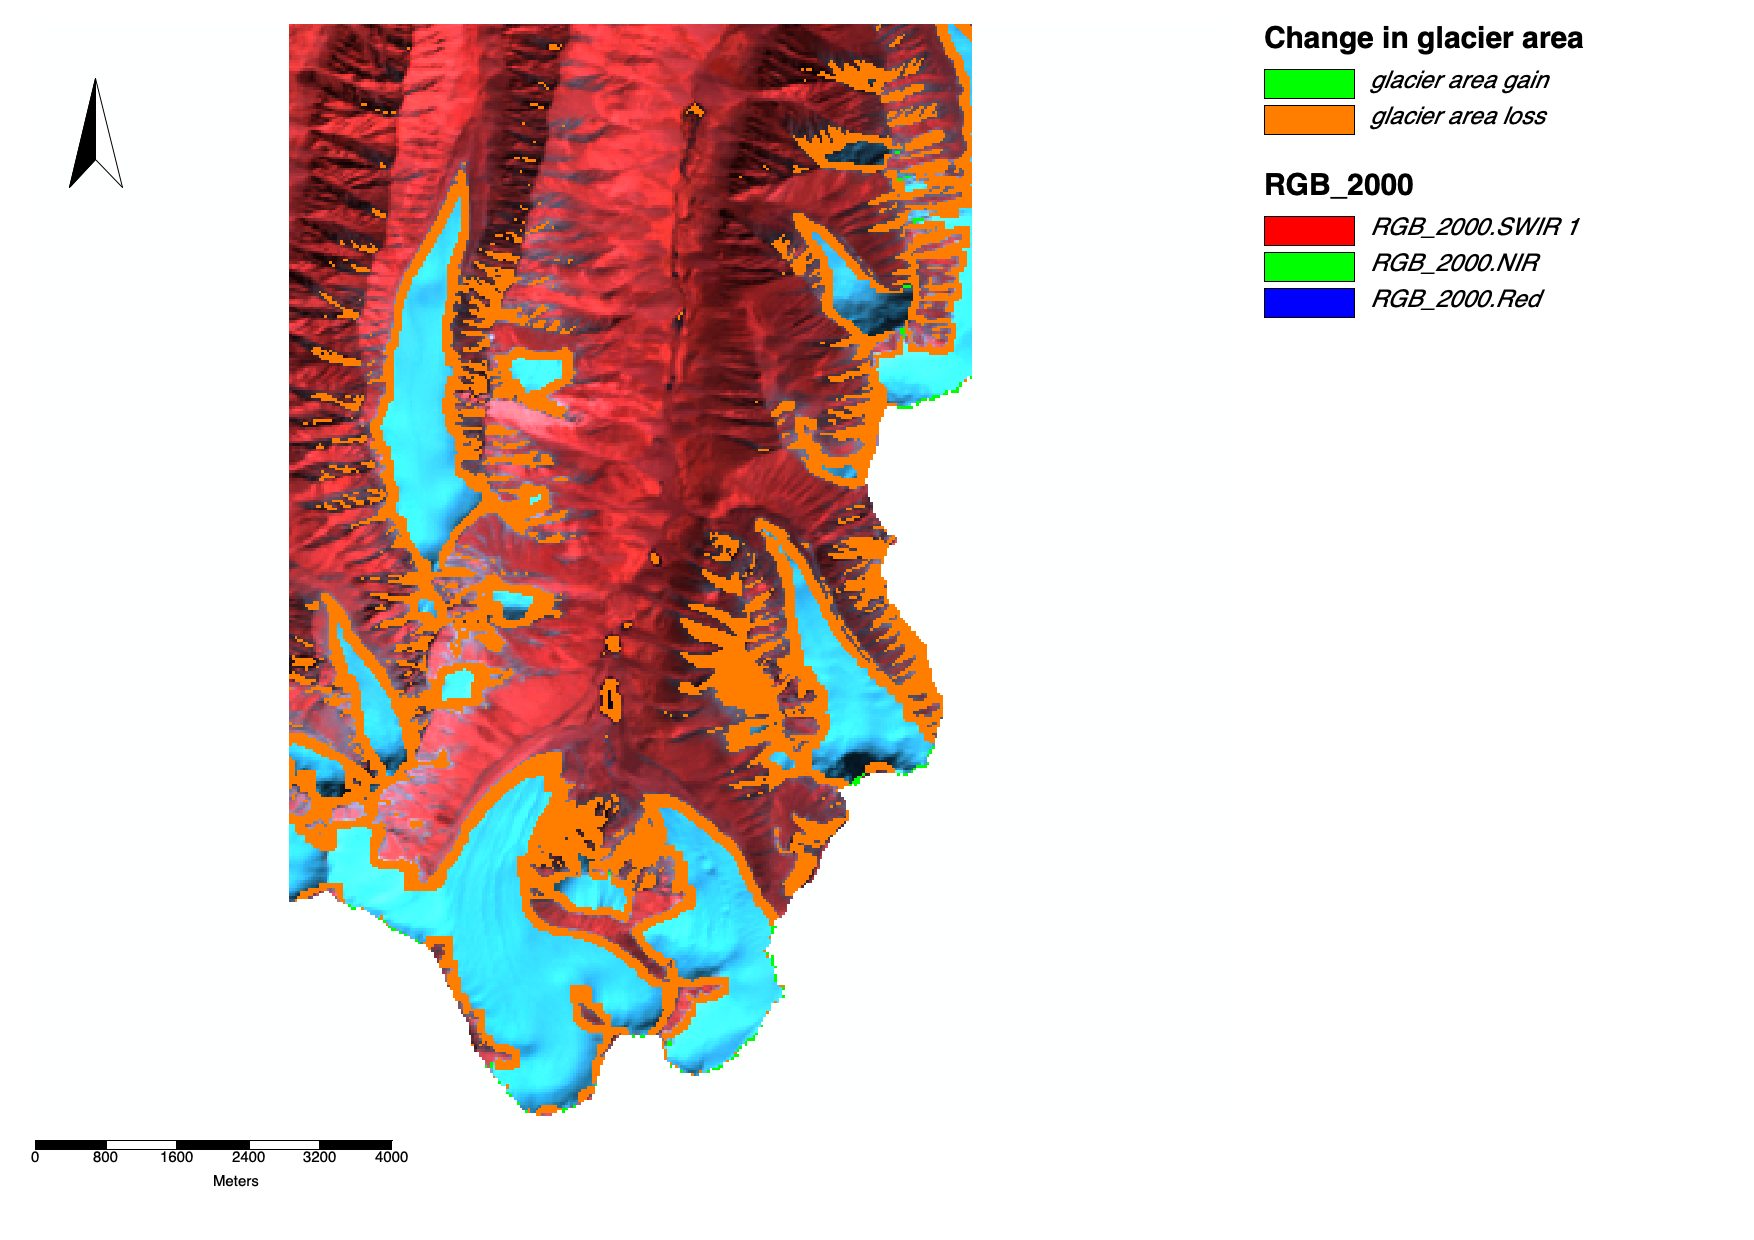 Change in glacier area
glacier area gain
glacier area loss
RGB_2000
RGB_2000.SWIR 1
RGB_2000.NIR
RGB_2000.Red
0 800 1600 2400 3200 4000
Meters